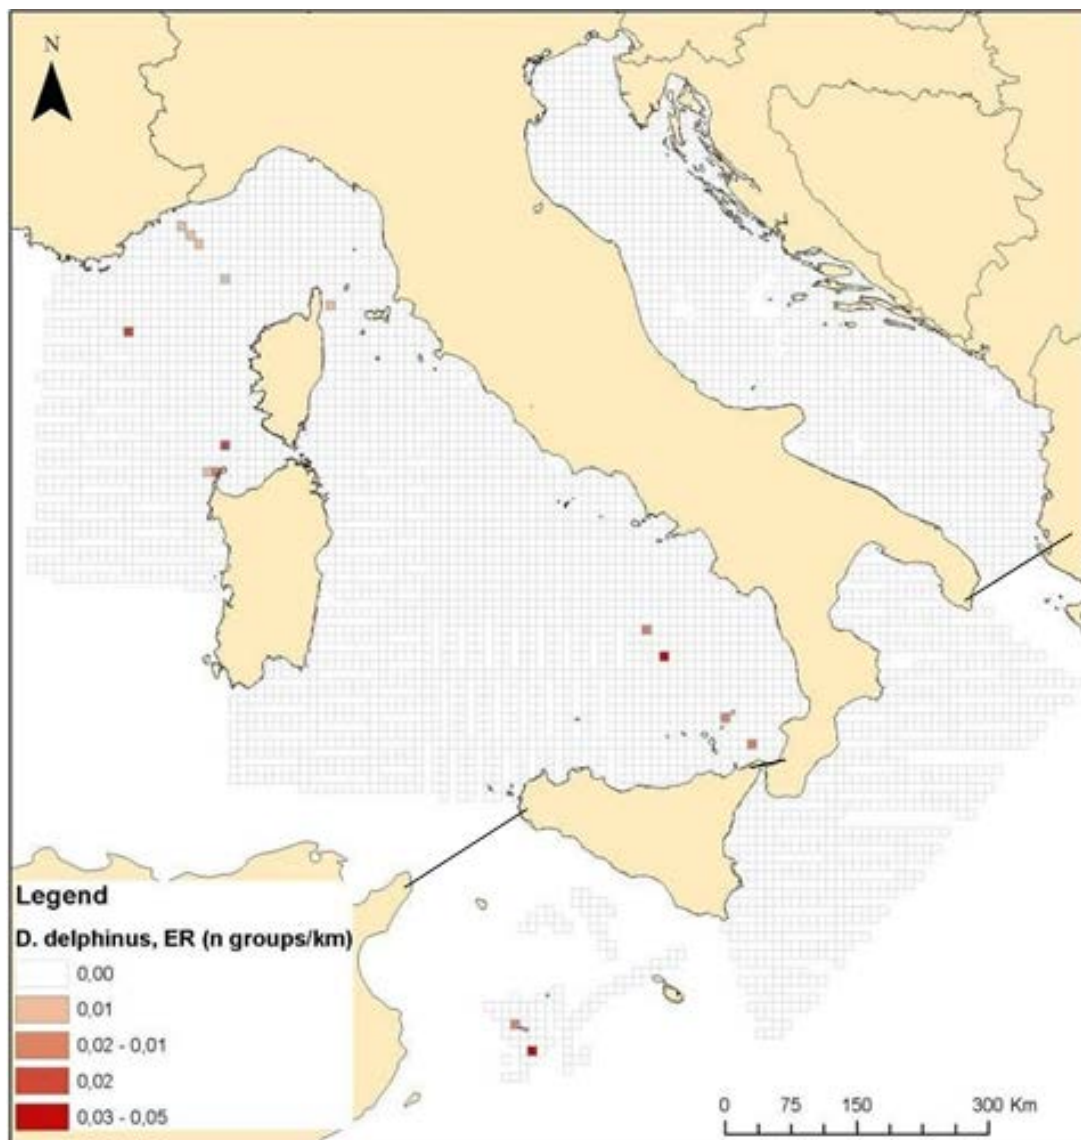 N
Legend
D. delphinus, ER (n groups/km)
0,00
0,01
0,02 - 0,01
0,02
0,03 - 0,05
0 75 150 300 Km